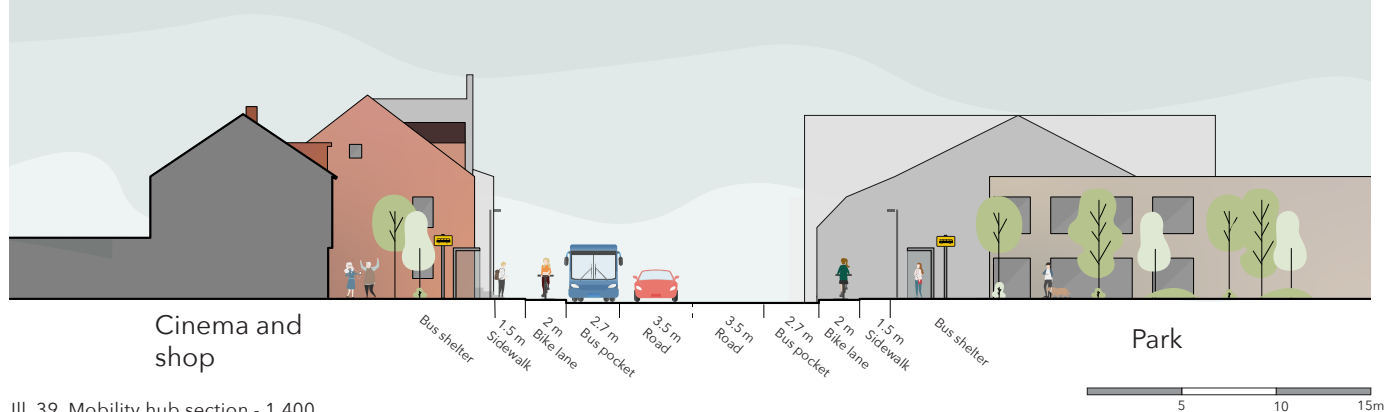 Cinema and
shop
Bus shelter
1.5 m
Sidewalk
2 m
Bike lane
2.7 m
Bus pocket
3.5 m
Road
3.5 m
Road
2.7 m
Bus pocket
2 m
Bike lane
1.5 m
Sidewalk
Bus shelter
Park
5 10 15m
Ill. 39. Mobility hub section - 1.400